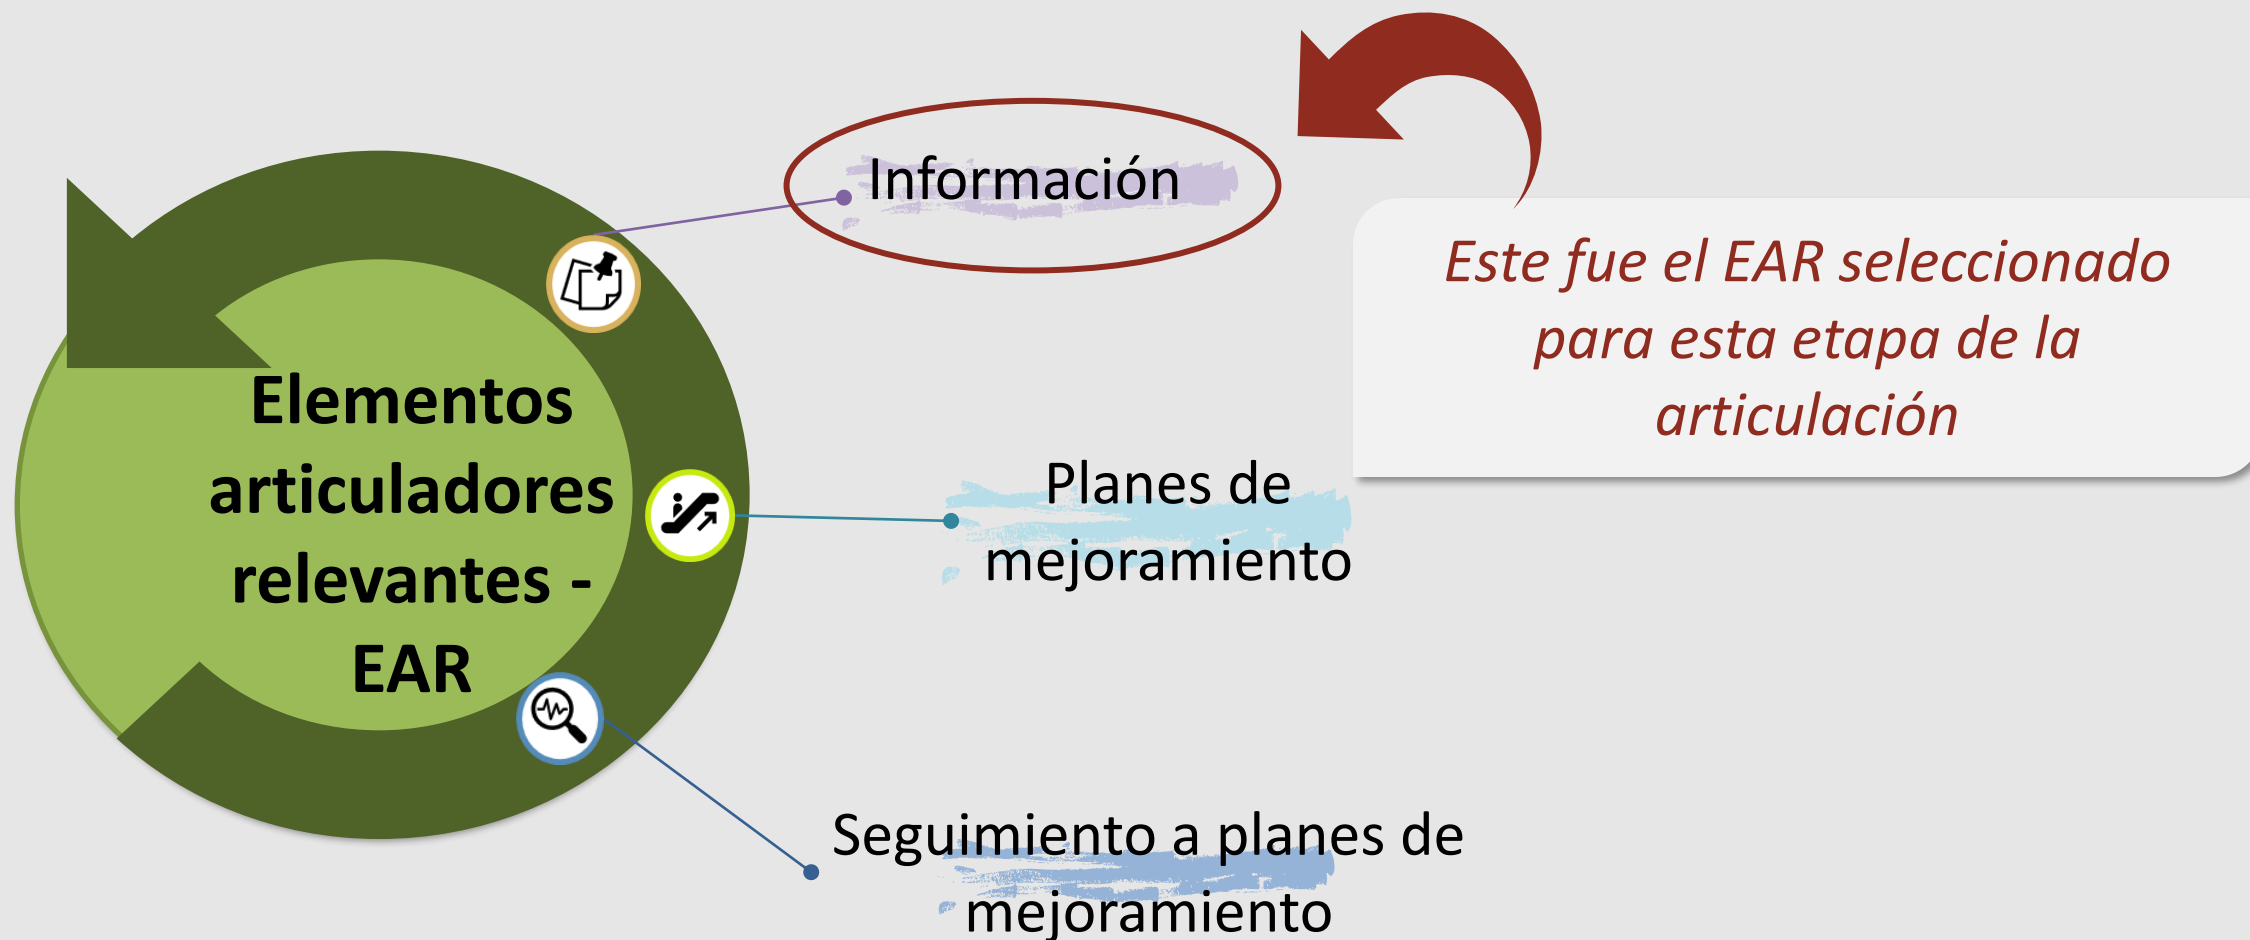 Información
Este fue el EAR seleccionado
para esta etapa de la
articulación
Elementos
articuladores
relevantes -
EAR
Planes de
mejoramiento
Seguimiento a planes de
mejoramiento